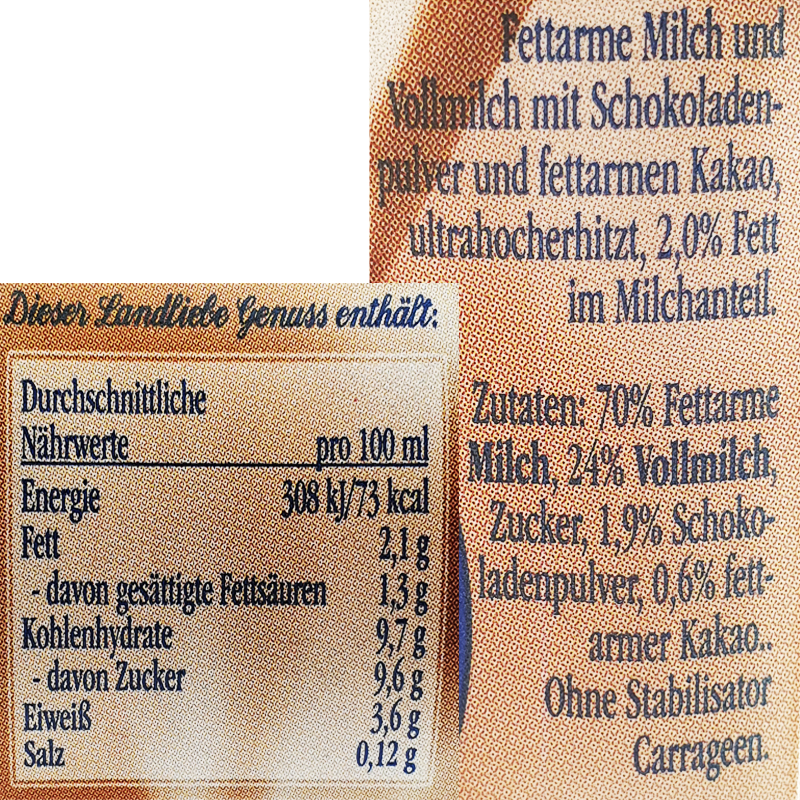 Fettarme Milch und
Vollmilch mit Schokoladen-
pulver und fettarmen Kakao,
ultrahocherhitzt, 2,0% Fett
im Milchanteil.
Zutaten: 70% Fettarme
Milch, 24% Vollmilch,
Zucker, 1,9% Schoko-
ladenpulver, 0,6% fett-
armer Kakao..
Ohne Stabilisator
Carrageen.
Dieser Landliebe Genuss enthält:
Durchschnittliche
Nährwerte pro 100 ml
Energie 308 kJ/73 kcal
Fett 2,1 g
- davon gesättigte Fettsäuren 1,3 g
Kohlenhydrate 9,7 g
- davon Zucker 9,6 g
Eiweiß 3,6 g
Salz 0,12 g